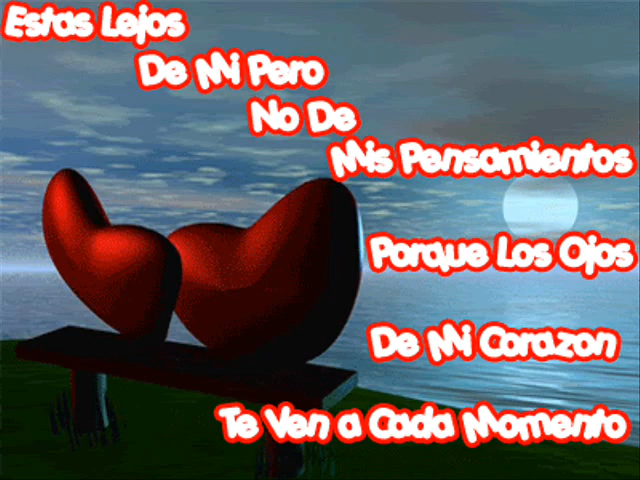 Estas Lejos
De Mi Pero
No De
Mis Pensamientos
Porque Los Ojos
De Mi Corazon
Te Ven a Cada Momento